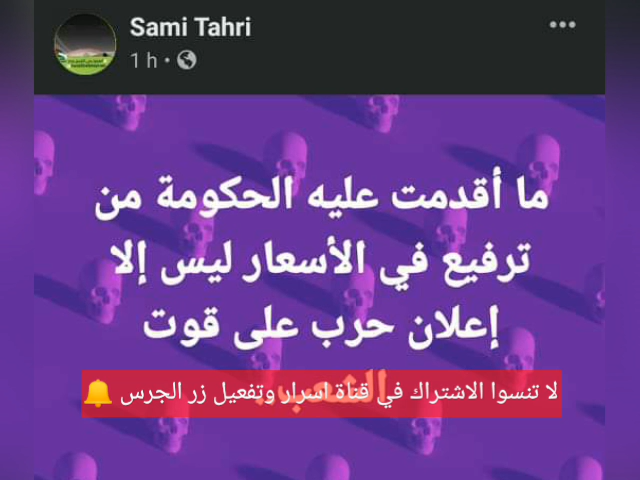 Sami Tahri
1 h
ما أقدمت عليه الحكومة من
ترفيع في الأسعار ليس إلا
إعلان حرب على قوت
الشعب.
لا تنسوا الاشتراك في قناة اسرار وتفعيل زر الجرس 🔔